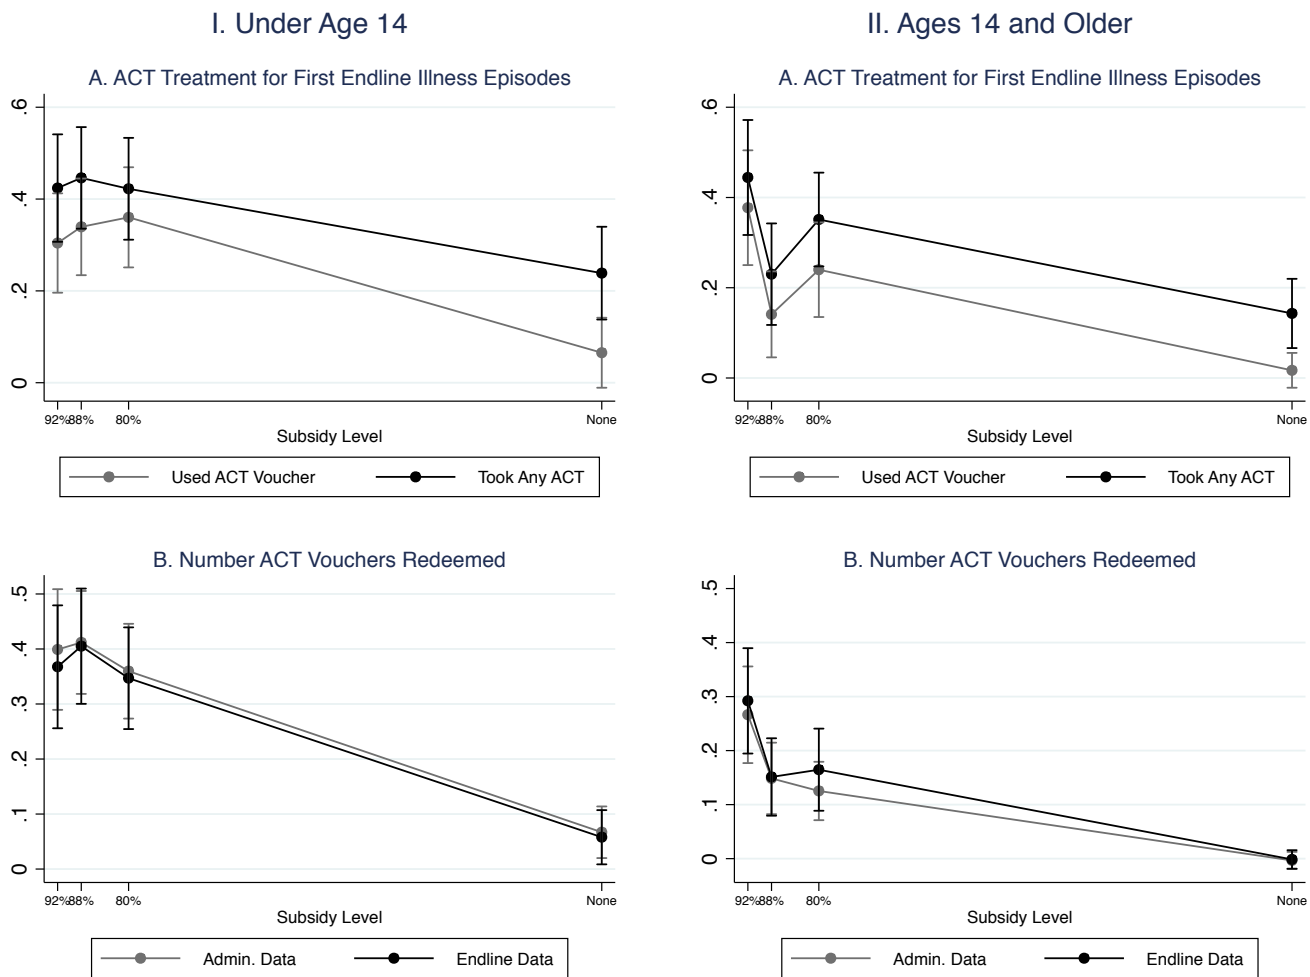 I. Under Age 14
A. ACT Treatment for First Endline Illness Episodes
.6
.4
.2
0
92% 88% 80% None
Subsidy Level
Used ACT Voucher Took Any ACT
B. Number ACT Vouchers Redeemed
.5
.4
.3
.2
.1
0
92% 88% 80% None
Subsidy Level
Admin. Data Endline Data
II. Ages 14 and Older
A. ACT Treatment for First Endline Illness Episodes
.6
.4
.2
0
92% 88% 80% None
Subsidy Level
Used ACT Voucher Took Any ACT
B. Number ACT Vouchers Redeemed
.5
.4
.3
.2
.1
0
92% 88% 80% None
Subsidy Level
Admin. Data Endline Data